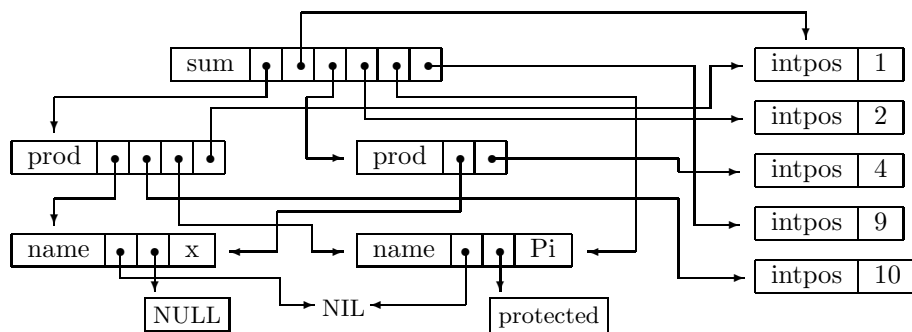 sum intpos 1
intpos 2
prod prod intpos 4
intpos 9
name x name Pi
intpos 10
NULL NIL protected